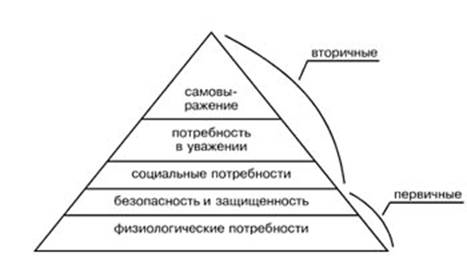 вторичные
самовы-
ражение
потребность
в уважении
социальные потребности
первичные
безопасность и защищенность
физиологические потребности